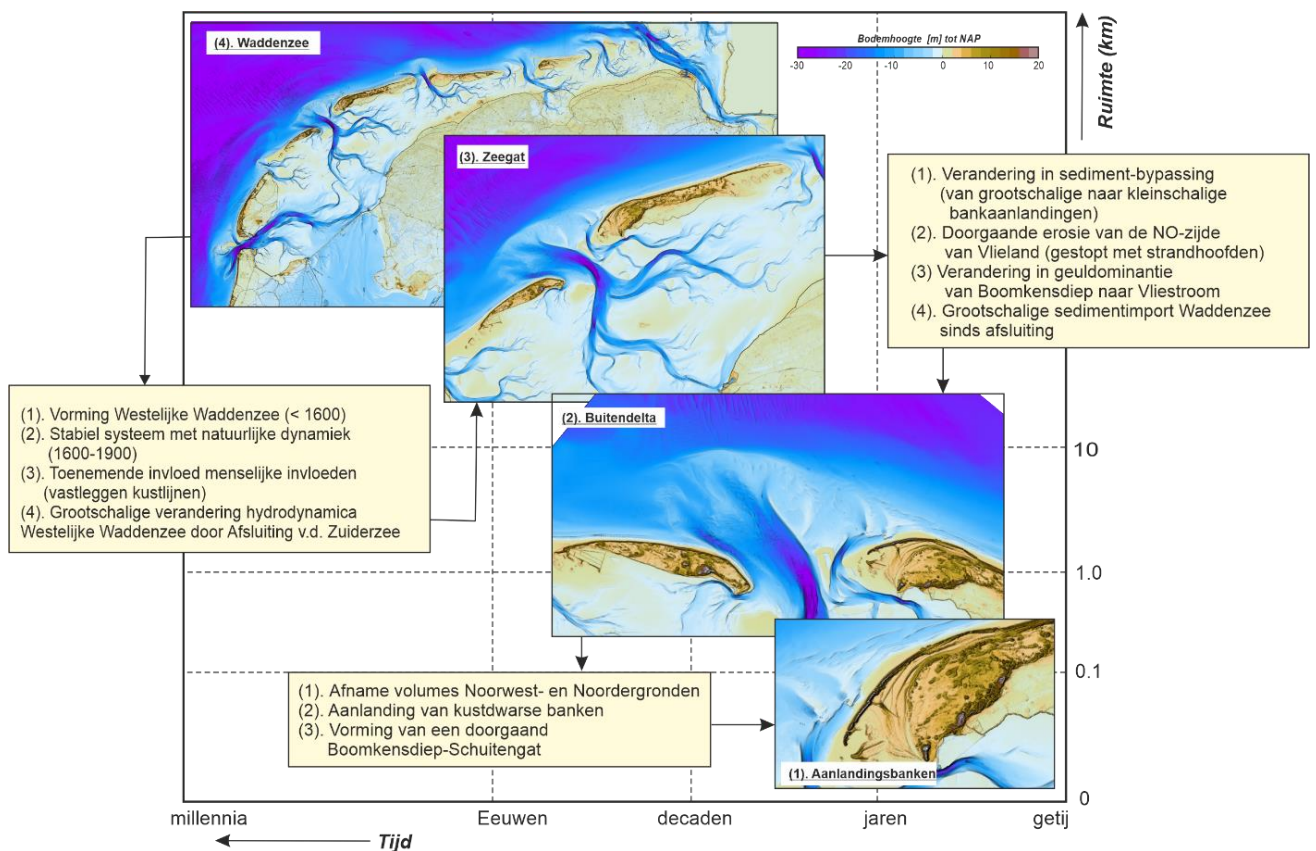 (4). Waddenzee
Bodemhoogte [m] tot NAP
-30 -20 -10 0 10 20
Ruimte (km)
(3). Zeegat
(1). Verandering in sediment-bypassing
(van grootschalige naar kleinschalige
bankaanlandingen)
(2). Doorgaande erosie van de NO-zijde
van Vlieland (gestopt met strandhoofden)
(3) Verandering in geuldominantie
van Boomkensdiep naar Vliestroom
(4). Grootschalige sedimentimport Waddenzee
sinds afsluiting
(1). Vorming Westelijke Waddenzee (< 1600)
(2). Stabiel systeem met natuurlijke dynamiek
(1600-1900)
(3). Toenemende invloed menselijke invloeden
(vastleggen kustlijnen)
(4). Grootschalige verandering hydrodynamica
Westelijke Waddenzee door Afsluiting v.d. Zuiderzee
(2). Buitendelta
10
1.0
0.1
0
(1). Afname volumes Noorwest- en Noordergronden
(2). Aanlanding van kustdwarse banken
(3). Vorming van een doorgaand
Boomkensdiep-Schuitengat
(1). Aanlandingsbanken
millennia Eeuwen decaden jaren getij
Tijd